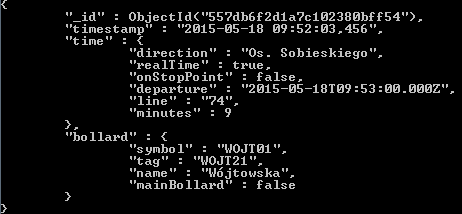 {
"_id" : ObjectId("557db6f2d1a7c102380bff54"),
"timestamp" : "2015-05-18 09:52:03,456",
"time" : {
"direction" : "Os. Sobieskiego",
"realTime" : true,
"onStopPoint" : false,
"departure" : "2015-05-18T09:53:00.000Z",
"line" : "74",
"minutes" : 9
},
"bollard" : {
"symbol" : "WOJT01",
"tag" : "WOJT21",
"name" : "Wójtowska",
"mainBollard" : false
}
}